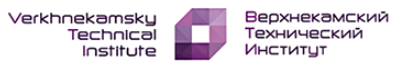 Verkhnekamsky
Technical
Institute
Верхнекамский
Технический
Институт